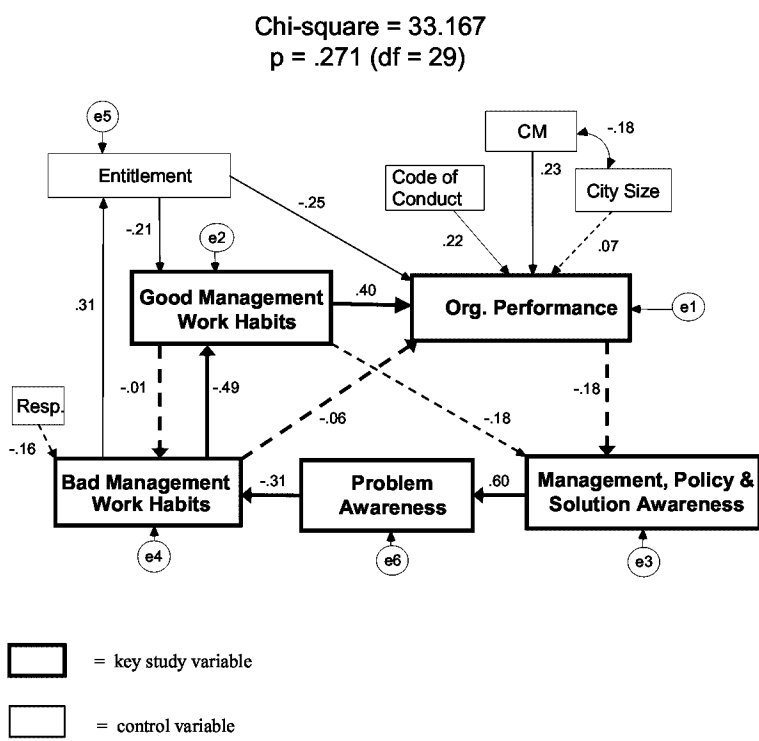 Chi-square = 33.167
p = .271 (df = 29)
e5
CM
-.18
Entitlement
Code of
Conduct
.23
City Size
-.25
-.21
e2
.22
.07
Good Management
Work Habits
.40
Org. Performance
e1
.31
-.01
-.49
-.06
-.18
-.18
Resp.
-.16
Bad Management
Work Habits
-.31
Problem
Awareness
.60
Management, Policy &
Solution Awareness
e4
e6
e3
= key study variable
= control variable